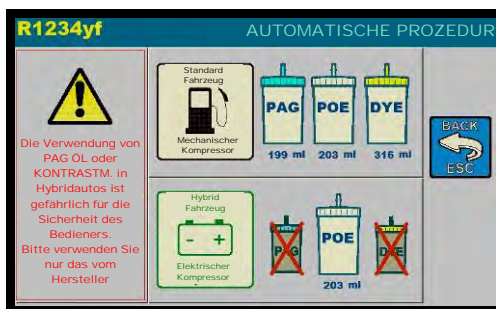 R1234yf
AUTOMATISCHE PROZEDUR
Die Verwendung von
PAG ÖL oder
KONTRASTM. in
Hybridautos ist
gefährlich für die
Sicherheit des
Bedieners.
Bitte verwenden Sie
nur das vom
Hersteller
Standard
Fahrzeug
Mechanischer
Kompressor
PAG
POE
DYE
199 ml
203 ml
316 ml
Hybrid
Fahrzeug
- +
Elektrischer
Kompressor
PAG
POE
DYE
203 ml
BACK
ESC